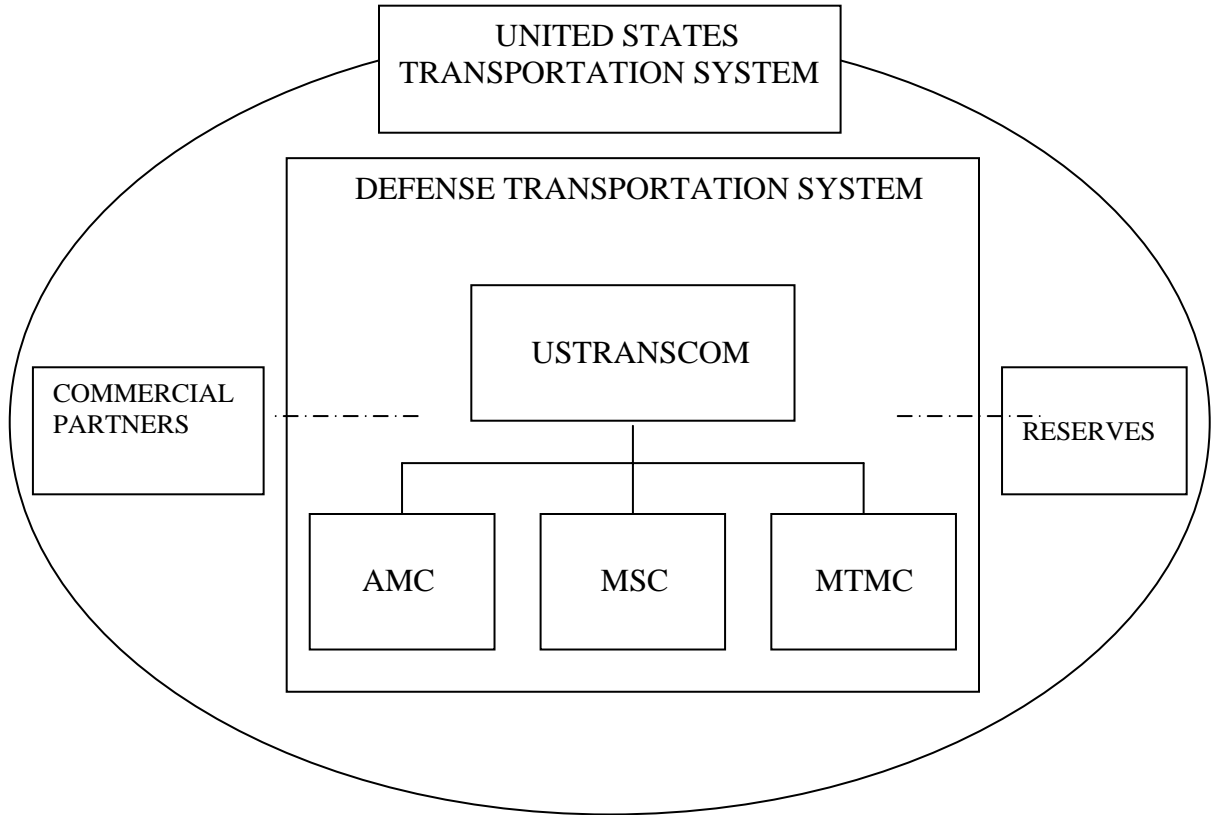 UNITED STATES
TRANSPORTATION SYSTEM
DEFENSE TRANSPORTATION SYSTEM
USTRANSCOM
COMMERCIAL
PARTNERS
RESERVES
AMC
MSC
MTMC